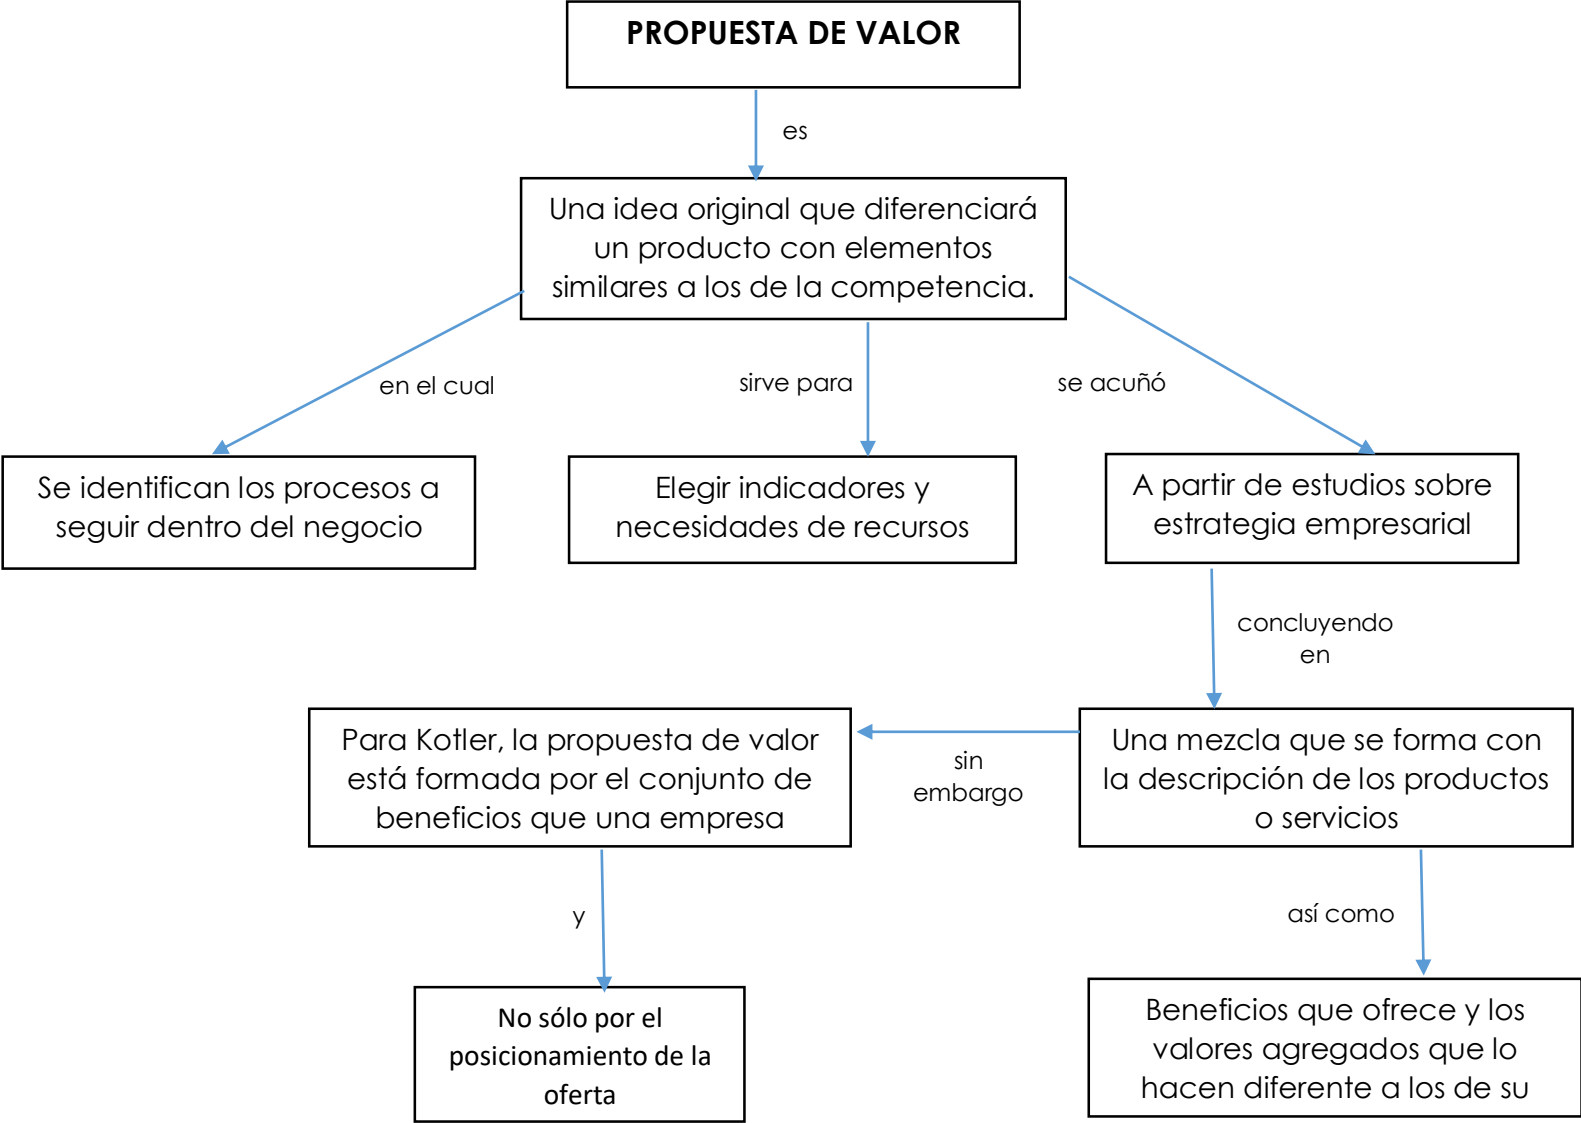 PROPUESTA DE VALOR
es
Una idea original que diferenciará
un producto con elementos
similares a los de la competencia.
en el cual
sirve para
se acuñó
Se identifican los procesos a
seguir dentro del negocio
Elegir indicadores y
necesidades de recursos
A partir de estudios sobre
estrategia empresarial
concluyendo
en
Para Kotler, la propuesta de valor
está formada por el conjunto de
beneficios que una empresa
sin
embargo
Una mezcla que se forma con
la descripción de los productos
o servicios
y
así como
No sólo por el
posicionamiento de la
oferta
Beneficios que ofrece y los
valores agregados que lo
hacen diferente a los de su